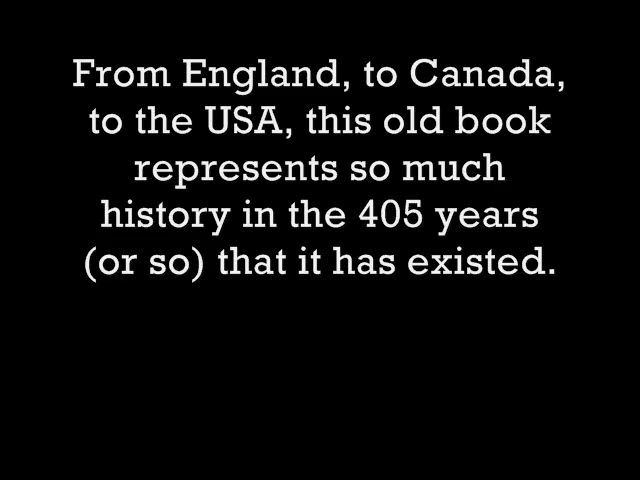 From England, to Canada,
to the USA, this old book
represents so much
history in the 405 years
(or so) that it has existed.